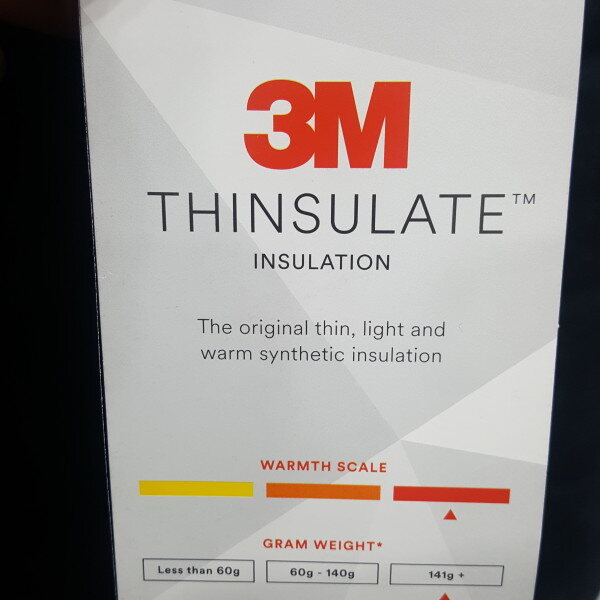 3M
THINSULATE™
INSULATION
The original thin, light and
warm synthetic insulation
WARMTH SCALE
GRAM WEIGHT*
Less than 60g 60g - 140g 141g +